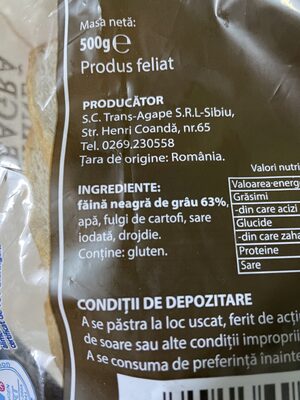 Masa netă:
500g e
Produs feliat
PRODUCĂTOR
S.C. Trans-Agape S.R.L-Sibiu,
Str. Henri Coandă, nr.65
Tel. 0269.230558
Țara de origine: România.
INGREDIENTE:
făină neagră de grâu 63%,
apă, fulgi de cartofi, sare
iodată, drojdie.
Conține: gluten.
Valori nutri
Valoarea energe
Grăsimi
-din care acizi
Glucide
-din care zaha
Proteine
Sare
CONDIȚII DE DEPOZITARE
A se păstra la loc uscat, ferit de acți
de soare sau alte condiții improprii
A se consuma de preferință înainte